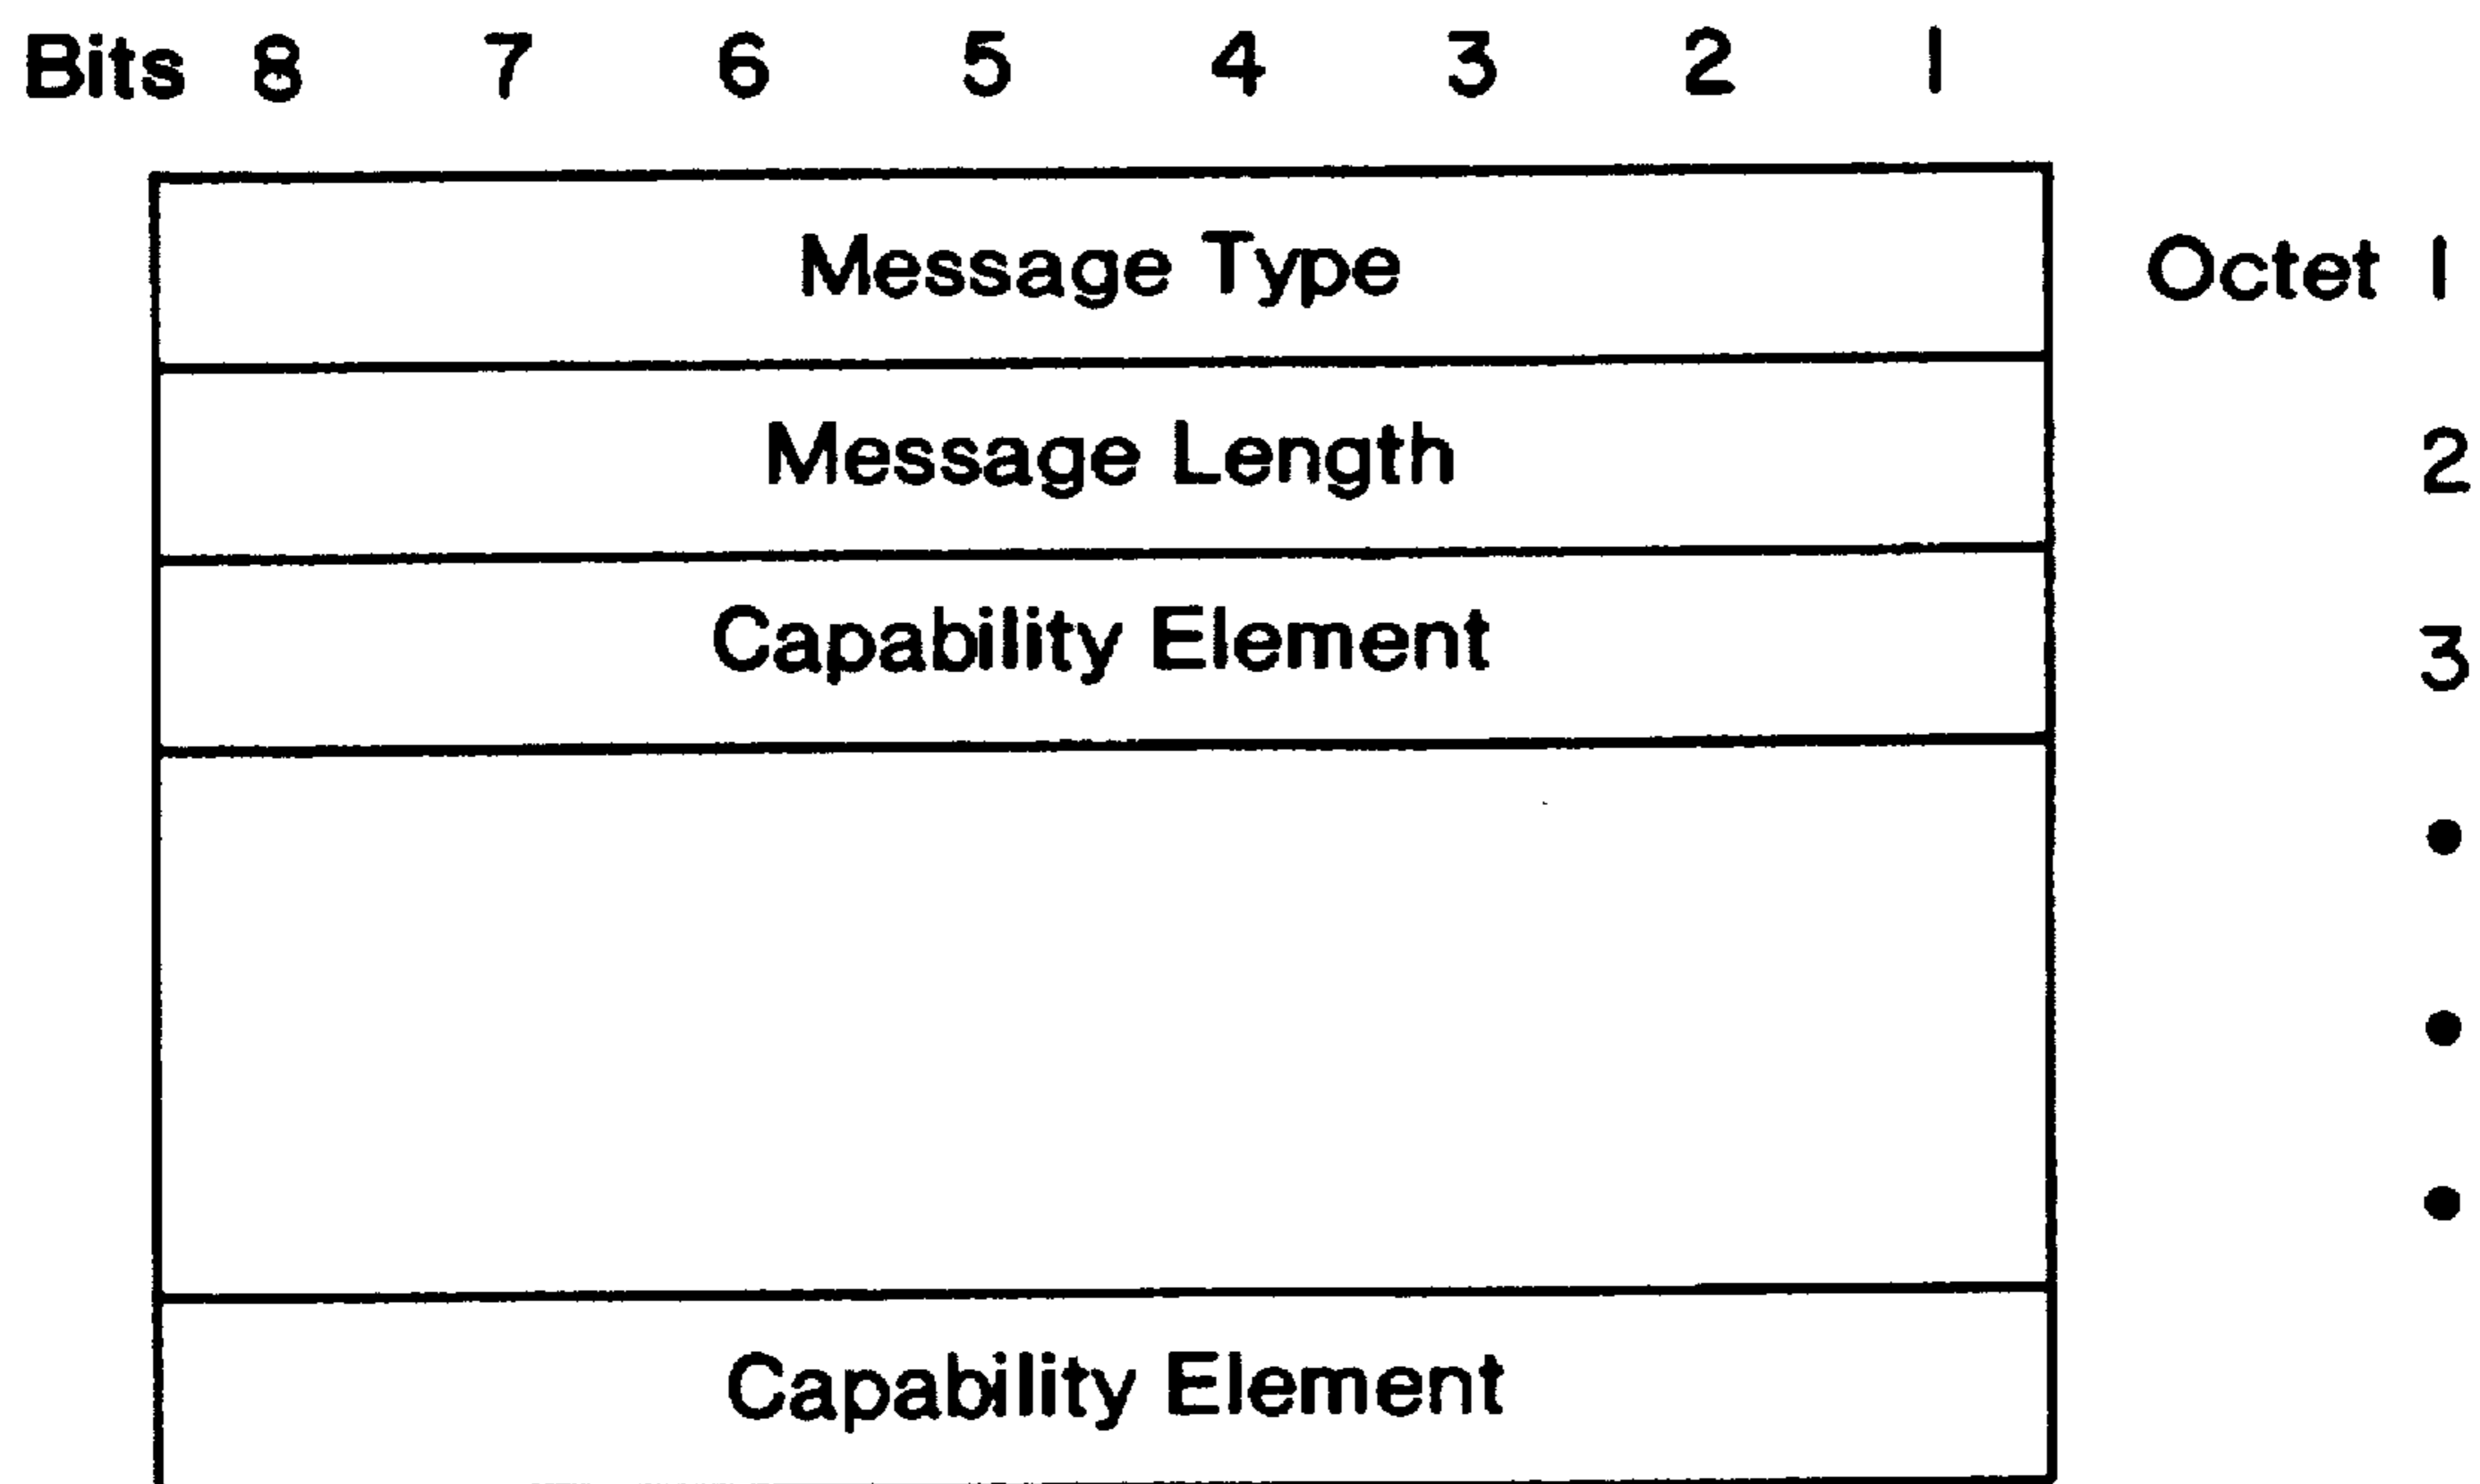 Bits 8 7 6 5 4 3 2 1
Message Type Octet 1
Message Length 2
Capability Element 3
•
•
•
Capability Element